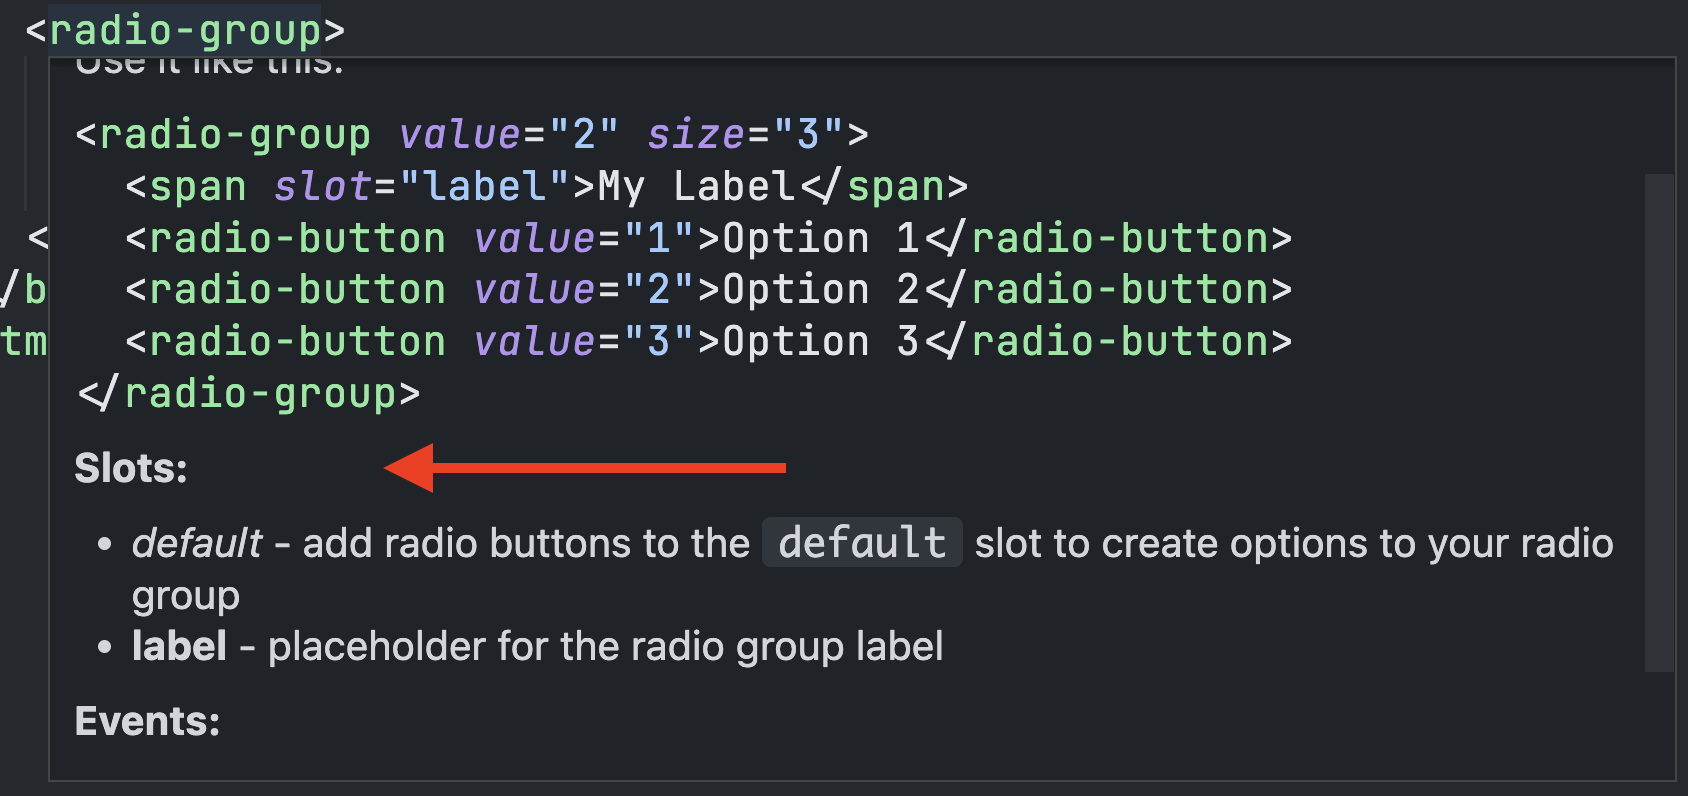 <radio-group>
Use it like this:
<radio-group value="2" size="3">
<span slot="label">My Label</span>
<
<radio-button value="1">Option 1</radio-button>
/b
<radio-button value="2">Option 2</radio-button>
tm
<radio-button value="3">Option 3</radio-button>
</radio-group>
Slots:
• default - add radio buttons to the default slot to create options to your radio
group
• label - placeholder for the radio group label
Events: